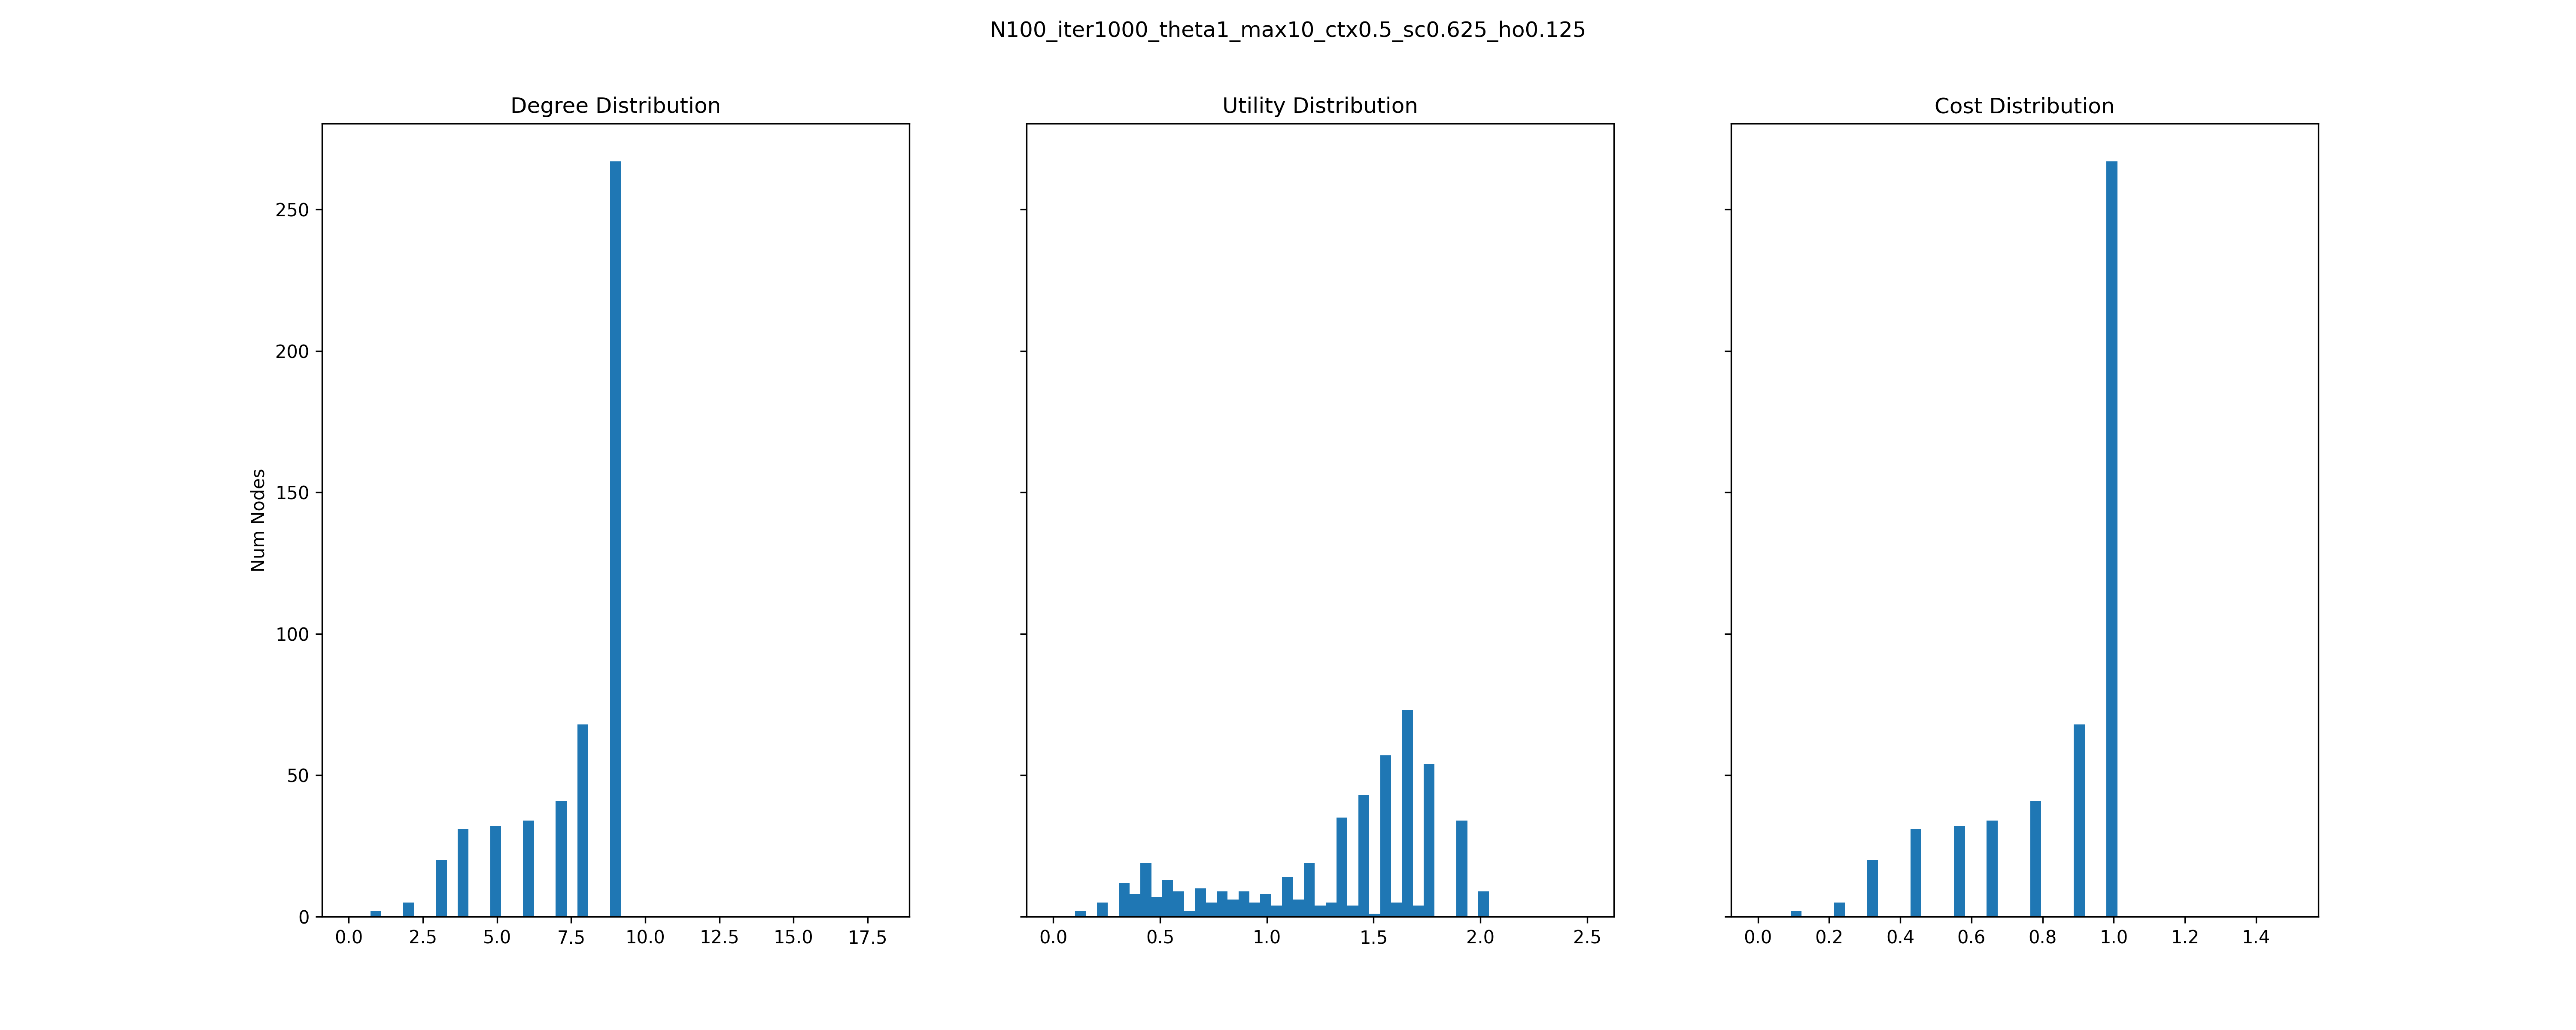 N100_iter1000_theta1_max10_ctx0.5_sc0.625_ho0.125
Degree Distribution
Utility Distribution
Cost Distribution
Num Nodes
250
200
150
100
50
0
0.0 2.5 5.0 7.5 10.0 12.5 15.0 17.5
0.0 0.5 1.0 1.5 2.0 2.5
0.0 0.2 0.4 0.6 0.8 1.0 1.2 1.4